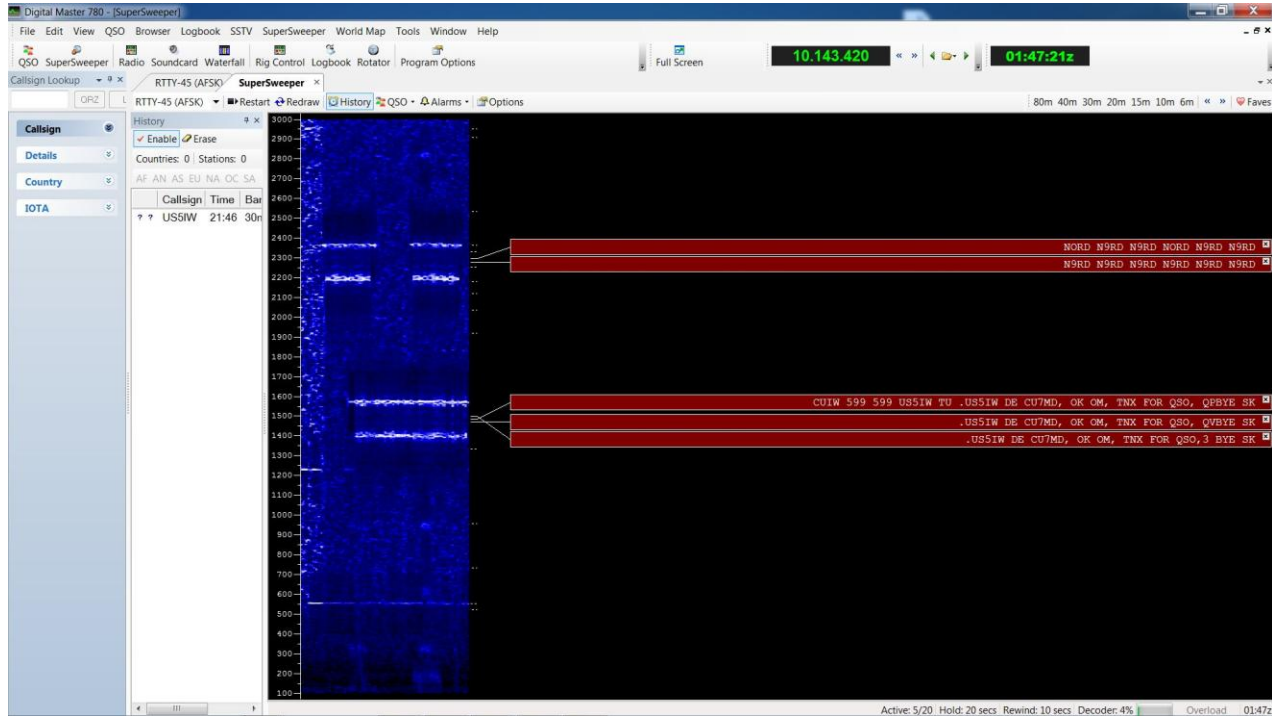 Digital Master 780 - [SuperSweeper]
File Edit View QSO Browser Logbook SSTV SuperSweeper World Map Tools Window Help
QSO SuperSweeper Radio Soundcard Waterfall Rig Control Logbook Rotator Program Options Full Screen 10.143.420 « » 01:47:21z
Callsign Lookup RTTY-45 (AFSK) SuperSweeper ×
QRZ L RTTY-45 (AFSK) Restart Redraw History QSO Alarms Options 80m 40m 30m 20m 15m 10m 6m « » Faves
Callsign
Details
Country
IOTA
History
Enable Erase
Countries: 0 Stations: 0
AF AN AS EU NA OC SA
Callsign Time Bar
? ? US5IW 21:46 30m
3000
2900
2800
2700
2600
2500
2400
2300
2200
2100
2000
1900
1800
1700
1600
1500
1400
1300
1200
1100
1000
900
800
700
600
500
400
300
200
100
NORD N9RD N9RD NORD N9RD N9RD
N9RD N9RD N9RD N9RD N9RD N9RD
CUIW 599 599 US5IW TU .US5IW DE CU7MD, OK OM, TNX FOR QSO, QPBYE SK
.US5IW DE CU7MD, OK OM, TNX FOR QSO, QVBYE SK
.US5IW DE CU7MD, OK OM, TNX FOR QSO,3 BYE SK
Active: 5/20 Hold: 20 secs Rewind: 10 secs Decoder: 4% Overload 01:47z